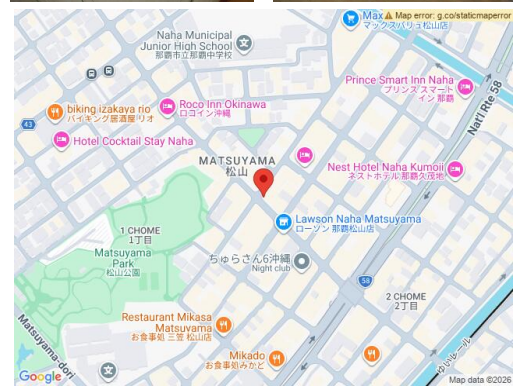 Max
マックスバリュ松山店
⚠ Map error: g.co/staticmaperror
Naha Municipal
Junior High School
那覇市立那覇中学校
Prince Smart Inn Naha
プリンス スマート
イン 那覇
Nat'l Rte 58
biking izakaya rio
バイキング居酒屋リオ
Roco Inn Okinawa
ロコイン沖縄
43
Hotel Cocktail Stay Naha
MATSUYAMA
松山
Nest Hotel Naha Kumoji
ネストホテル那覇久茂地
Lawson Naha Matsuyama
ローソン 那覇松山店
1 CHOME
1丁目
Matsuyama
Park
松山公園
ちゅらさん6沖縄
Night club
58
2 CHOME
2丁目
Restaurant Mikasa
Matsuyama
お食事処 三笠 松山店
Matsuyama-dori
Mikado
お食事処みかど
ゆいレール
Google
Map data ©2026